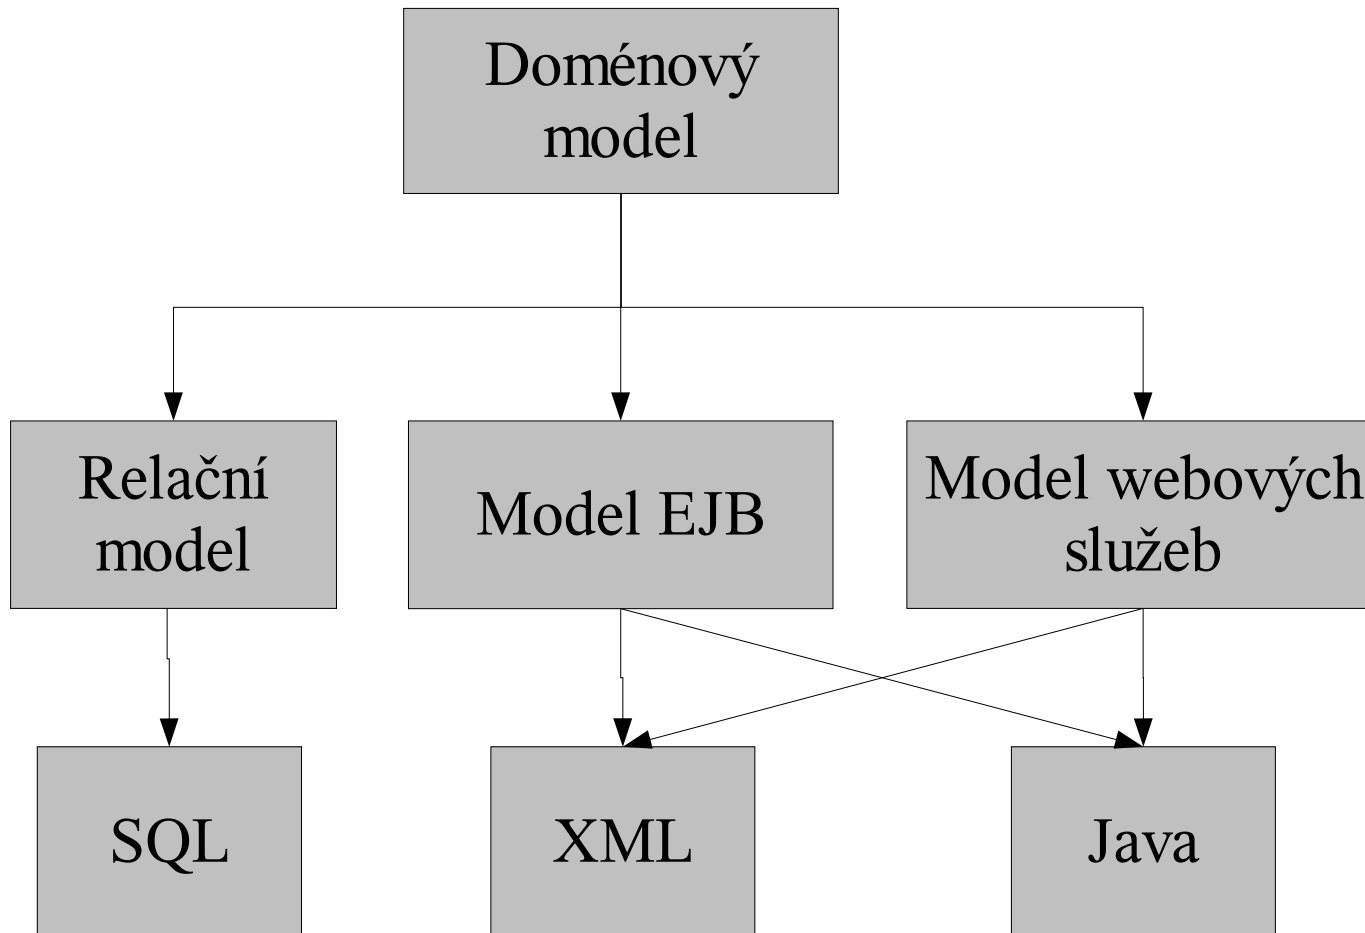 Doménový
model
Relační
model
Model EJB
Model webových
služeb
SQL
XML
Java